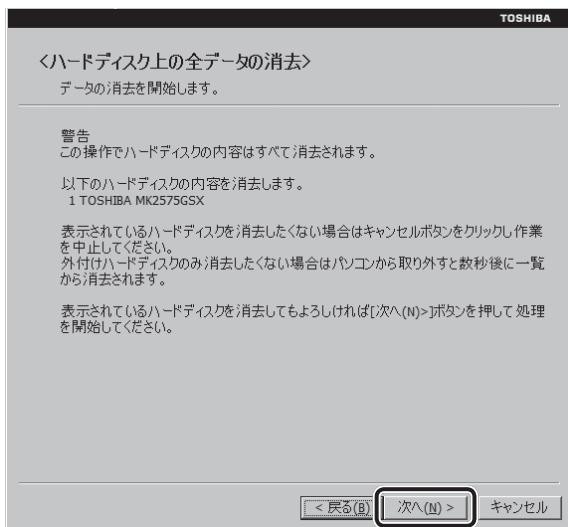 TOSHIBA
<ハードディスク上の全データの消去>
データの消去を開始します。
警告
この操作でハードディスクの内容はすべて消去されます。
以下のハードディスクの内容を消去します。
1 TOSHIBA MK2575GSX
表示されているハードディスクを消去したくない場合はキャンセルボタンをクリックし作業
を中止してください。
外付けハードディスクのみ消去したくない場合はパソコンから取り外すと数秒後に一覧
から消去されます。
表示されているハードディスクを消去してもよろしければ[次へ(N)>]ボタンを押して処理
を開始してください。
< 戻る(B) 次へ(N) > キャンセル